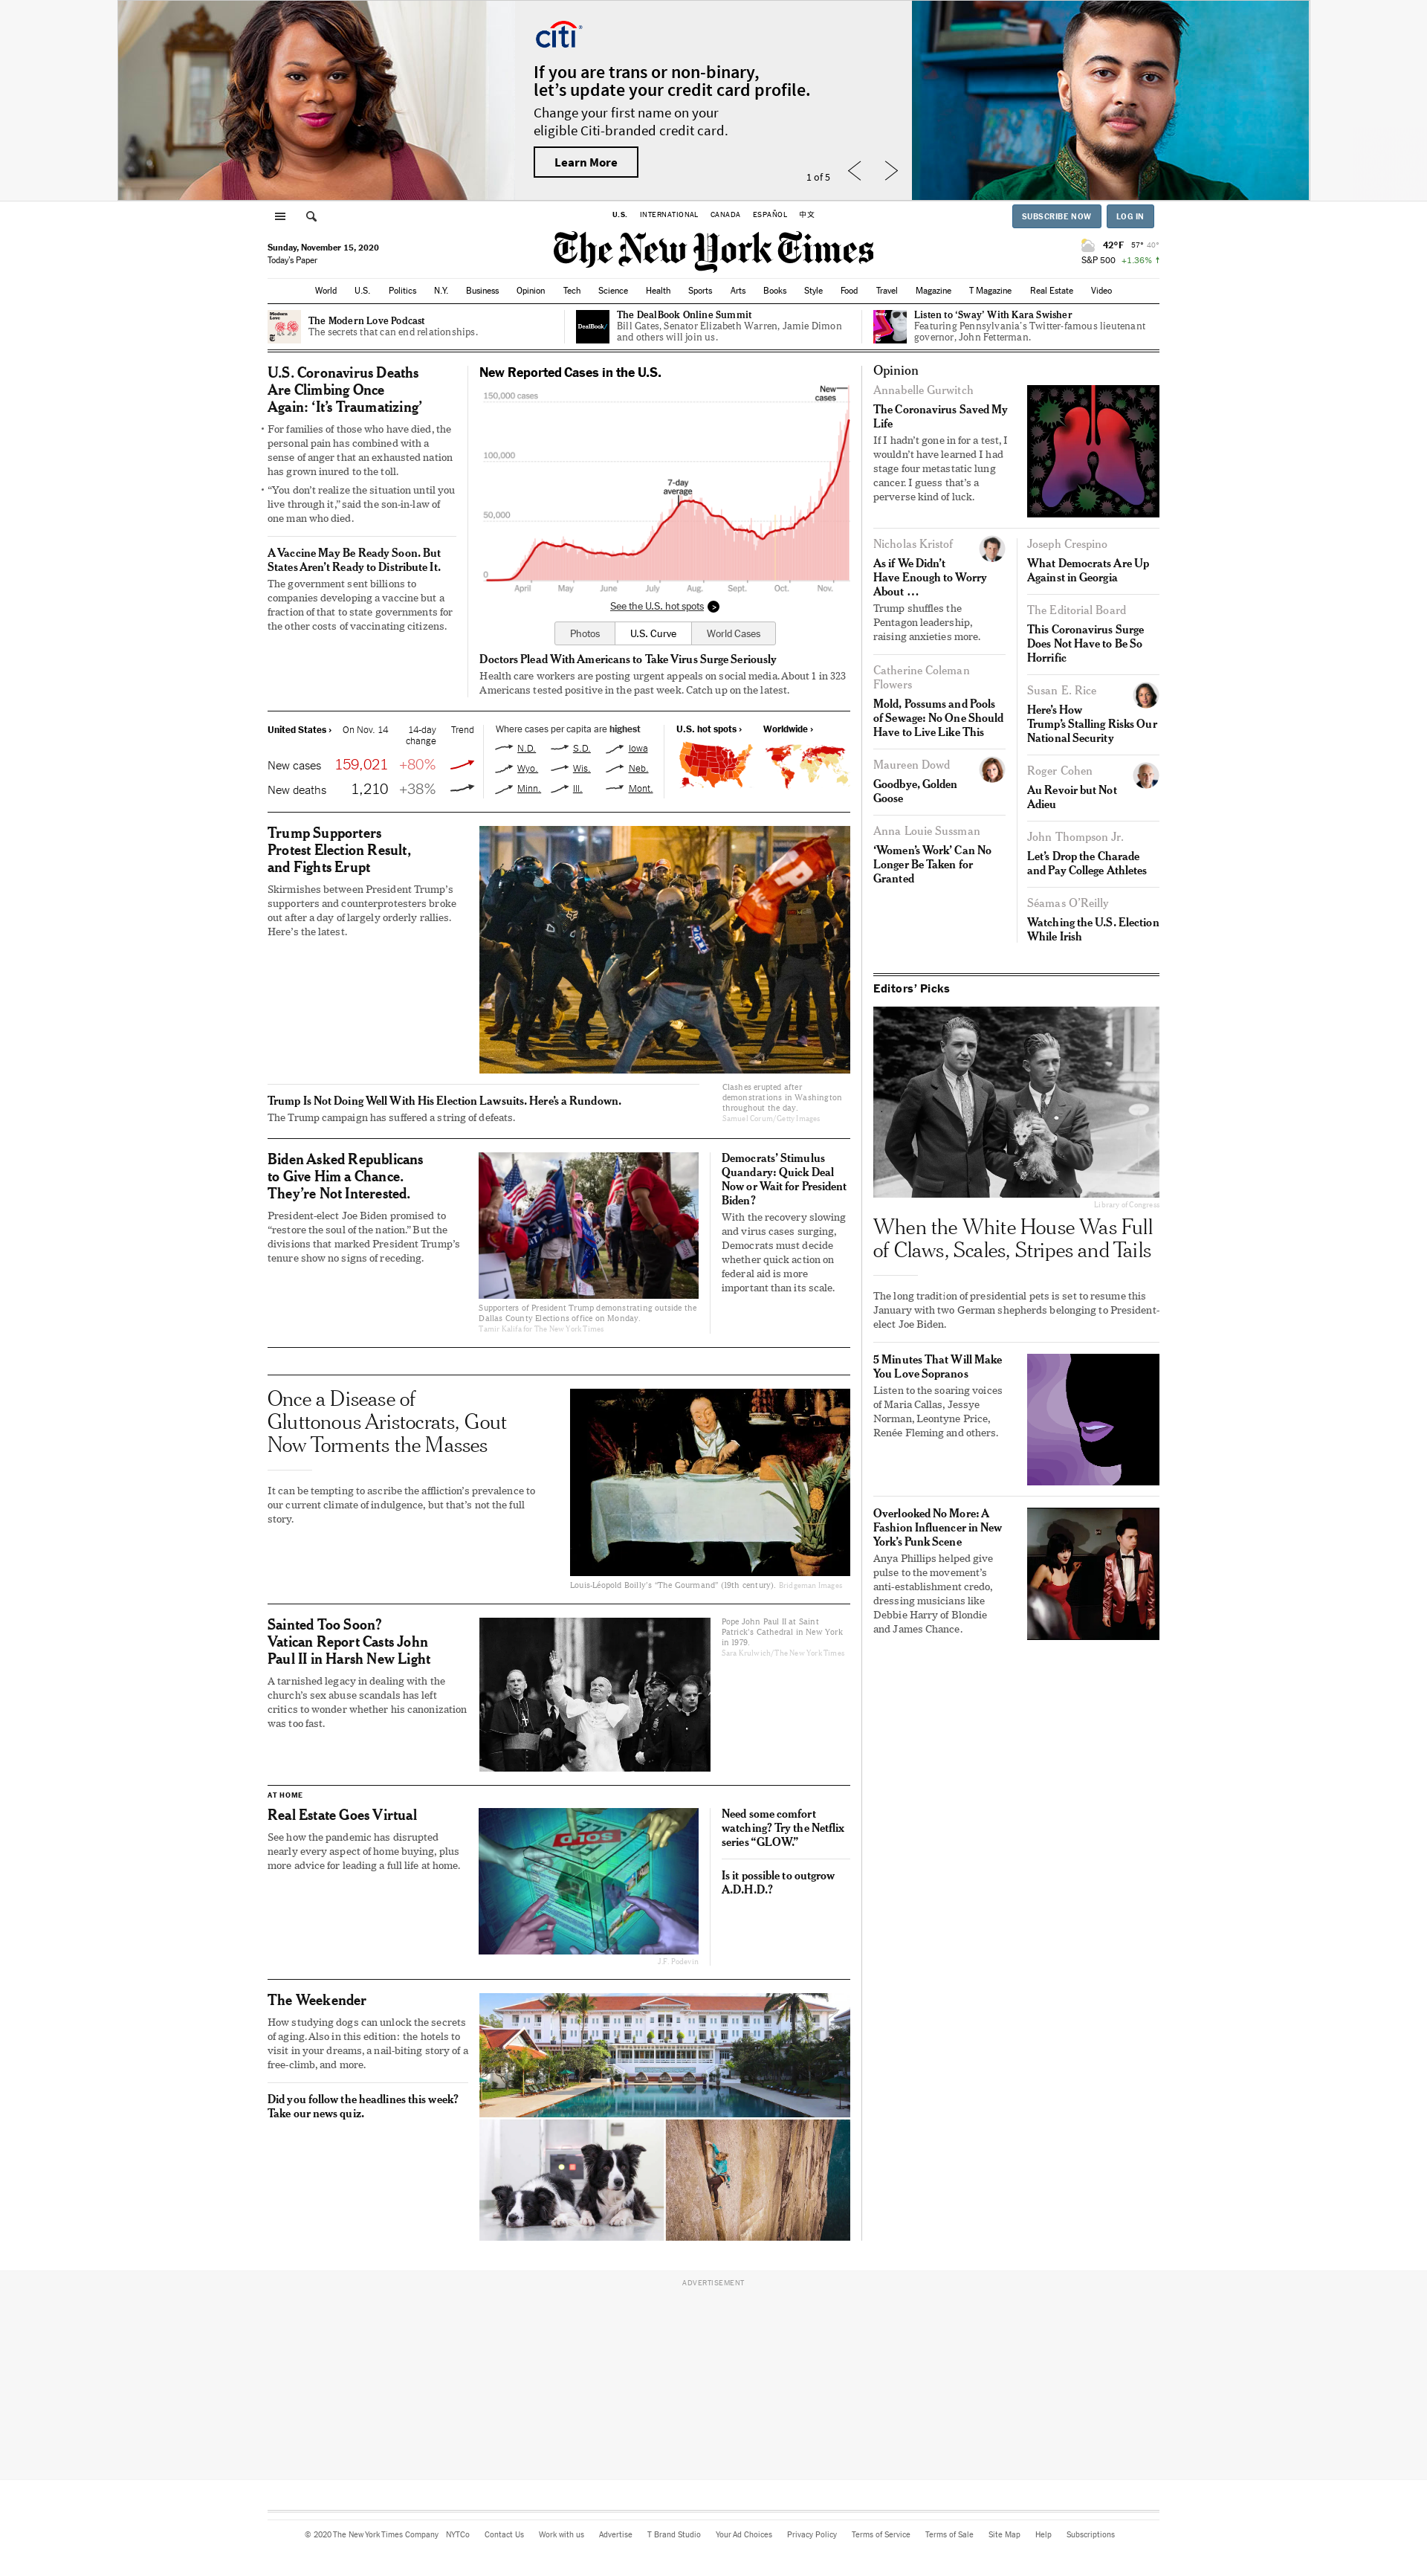 citi
If you are trans or non-binary,
let's update your credit card profile.
Change your first name on your
eligible Citi-branded credit card.
Learn More
1 of 5
U.S.
INTERNATIONAL
CANADA
ESPAÑOL
中文
SUBSCRIBE NOW
LOG IN
Sunday, November 15, 2020
Today's Paper
The New York Times
42°F 57° 40°
S&P 500 +1.36% ↑
World
U.S.
Politics
N.Y.
Business
Opinion
Tech
Science
Health
Sports
Arts
Books
Style
Food
Travel
Magazine
T Magazine
Real Estate
Video
Modern
Love
The Modern Love Podcast
The secrets that can end relationships.
DealBook/
The DealBook Online Summit
Bill Gates, Senator Elizabeth Warren, Jamie Dimon
and others will join us.
Sway
Listen to ‘Sway’ With Kara Swisher
Featuring Pennsylvania's Twitter-famous lieutenant
governor, John Fetterman.
U.S. Coronavirus Deaths
Are Climbing Once
Again: ‘It’s Traumatizing’
• For families of those who have died, the
personal pain has combined with a
sense of anger that an exhausted nation
has grown inured to the toll.
• “You don’t realize the situation until you
live through it,” said the son-in-law of
one man who died.
A Vaccine May Be Ready Soon. But
States Aren’t Ready to Distribute It.
The government sent billions to
companies developing a vaccine but a
fraction of that to state governments for
the other costs of vaccinating citizens.
New Reported Cases in the U.S.
150,000 cases
New
cases
100,000
7-day
average
50,000
0
April
May
June
July
Aug.
Sept.
Oct.
Nov.
See the U.S. hot spots
Photos
U.S. Curve
World Cases
Doctors Plead With Americans to Take Virus Surge Seriously
Health care workers are posting urgent appeals on social media. About 1 in 323
Americans tested positive in the past week. Catch up on the latest.
United States ›
On Nov. 14
14-day
change
Trend
New cases 159,021 +80%
New deaths 1,210 +38%
Where cases per capita are highest
N.D.
S.D.
Iowa
Wyo.
Wis.
Neb.
Minn.
Ill.
Mont.
U.S. hot spots ›
Worldwide ›
Trump Supporters
Protest Election Result,
and Fights Erupt
Skirmishes between President Trump’s
supporters and counterprotesters broke
out after a day of largely orderly rallies.
Here’s the latest.
Clashes erupted after
demonstrations in Washington
throughout the day.
Samuel Corum/Getty Images
Trump Is Not Doing Well With His Election Lawsuits. Here’s a Rundown.
The Trump campaign has suffered a string of defeats.
Biden Asked Republicans
to Give Him a Chance.
They’re Not Interested.
President-elect Joe Biden promised to
“restore the soul of the nation.” But the
divisions that marked President Trump’s
tenure show no signs of receding.
Supporters of President Trump demonstrating outside the
Dallas County Elections office on Monday.
Tamir Kalifa for The New York Times
Democrats’ Stimulus
Quandary: Quick Deal
Now or Wait for President
Biden?
With the recovery slowing
and virus cases surging,
Democrats must decide
whether quick action on
federal aid is more
important than its scale.
Once a Disease of
Gluttonous Aristocrats, Gout
Now Torments the Masses
It can be tempting to ascribe the affliction’s prevalence to
our current climate of indulgence, but that’s not the full
story.
Louis-Léopold Boilly’s “The Gourmand” (19th century). Bridgeman Images
Sainted Too Soon?
Vatican Report Casts John
Paul II in Harsh New Light
A tarnished legacy in dealing with the
church’s sex abuse scandals has left
critics to wonder whether his canonization
was too fast.
Pope John Paul II at Saint
Patrick’s Cathedral in New York
in 1979.
Sara Krulwich/The New York Times
AT HOME
Real Estate Goes Virtual
See how the pandemic has disrupted
nearly every aspect of home buying, plus
more advice for leading a full life at home.
SOLD
J.F. Podevin
Need some comfort
watching? Try the Netflix
series “GLOW.”
Is it possible to outgrow
A.D.H.D.?
The Weekender
How studying dogs can unlock the secrets
of aging. Also in this edition: the hotels to
visit in your dreams, a nail-biting story of a
free-climb, and more.
Did you follow the headlines this week?
Take our news quiz.
Opinion
Annabelle Gurwitch
The Coronavirus Saved My
Life
If I hadn’t gone in for a test, I
wouldn’t have learned I had
stage four metastatic lung
cancer. I guess that’s a
perverse kind of luck.
Nicholas Kristof
As if We Didn’t
Have Enough to Worry
About …
Trump shuffles the
Pentagon leadership,
raising anxieties more.
Catherine Coleman
Flowers
Mold, Possums and Pools
of Sewage: No One Should
Have to Live Like This
Maureen Dowd
Goodbye, Golden
Goose
Anna Louie Sussman
‘Women’s Work’ Can No
Longer Be Taken for
Granted
Joseph Crespino
What Democrats Are Up
Against in Georgia
The Editorial Board
This Coronavirus Surge
Does Not Have to Be So
Horrific
Susan E. Rice
Here’s How
Trump’s Stalling Risks Our
National Security
Roger Cohen
Au Revoir but Not
Adieu
John Thompson Jr.
Let’s Drop the Charade
and Pay College Athletes
Séamas O’Reilly
Watching the U.S. Election
While Irish
Editors’ Picks
Library of Congress
When the White House Was Full
of Claws, Scales, Stripes and Tails
The long tradition of presidential pets is set to resume this
January with two German shepherds belonging to President-
elect Joe Biden.
5 Minutes That Will Make
You Love Sopranos
Listen to the soaring voices
of Maria Callas, Jessye
Norman, Leontyne Price,
Renée Fleming and others.
Overlooked No More: A
Fashion Influencer in New
York’s Punk Scene
Anya Phillips helped give
pulse to the movement’s
anti-establishment credo,
dressing musicians like
Debbie Harry of Blondie
and James Chance.
ADVERTISEMENT
© 2020 The New York Times Company
NYTCo
Contact Us
Work with us
Advertise
T Brand Studio
Your Ad Choices
Privacy Policy
Terms of Service
Terms of Sale
Site Map
Help
Subscriptions